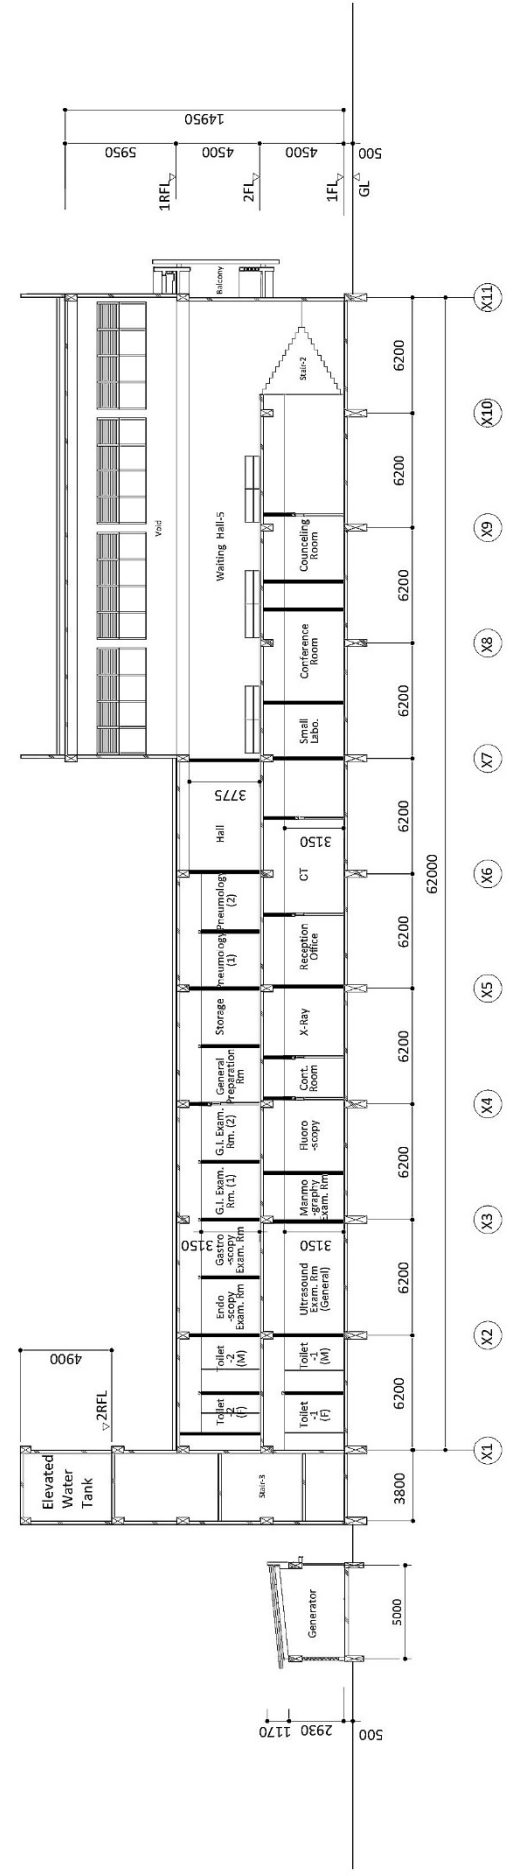 14950
5950
4500
4500
500
1RFL
2FL
1FL
GL
Balcony
Void
Waiting Hall-5
Stair-2
Counceling
Room
Conference
Room
Small
Labo.
Hall
3775
3150
CT
Pneumology
(2)
Pneumology
(1)
Reception
Office
Storage
X-Ray
General
Preparation
Rm
Cont.
Room
G.I. Exam.
Rm. (2)
Fluoro
-scopy
G.I. Exam.
Rm. (1)
Manmo
-graphy
Exam. Rm
3150
3150
Gastro
-scopy
Exam. Rm
Endo
-scopy
Exam. Rm
Ultrasound
Exam. Rm
(General)
Toilet
-2
(M)
Toilet
-1
(M)
Toilet
-2
(F)
Toilet
-1
(F)
4900
2RFL
Elevated
Water
Tank
Stair-3
Generator
1170
2930
500
5000
3800
6200
6200
6200
6200
6200
6200
6200
6200
6200
6200
62000
X1
X2
X3
X4
X5
X6
X7
X8
X9
X10
X11